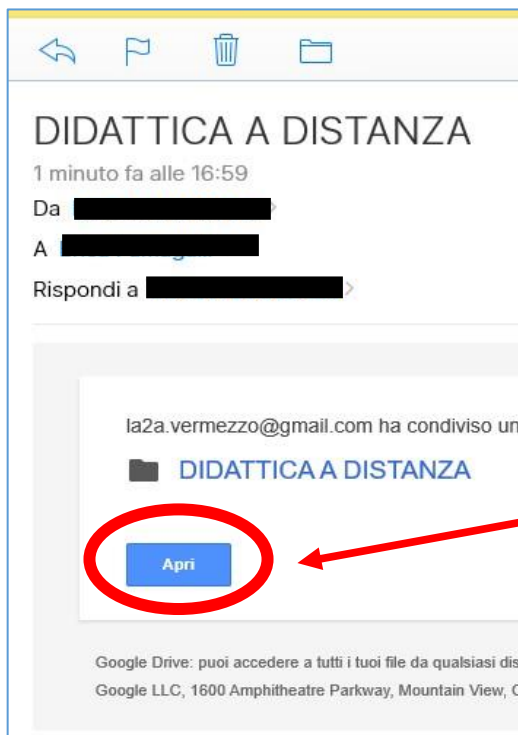 DIDATTICA A DISTANZA
1 minuto fa alle 16:59
Da
A
Rispondi a
la2a.vermezzo@gmail.com ha condiviso un
DIDATTICA A DISTANZA
Apri
Google Drive: puoi accedere a tutti i tuoi file da qualsiasi dis
Google LLC, 1600 Amphitheatre Parkway, Mountain View, C